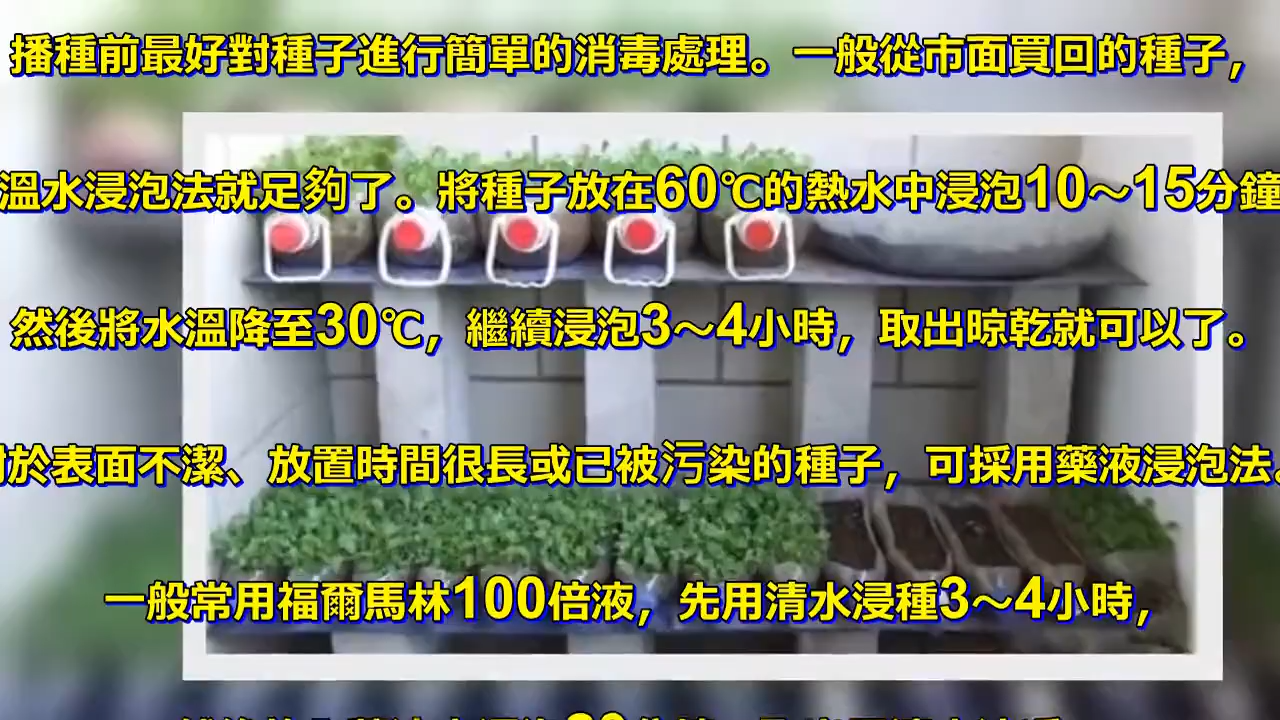 播種前最好對種子進行簡單的消毒處理。一般從市面買回的種子，
溫水浸泡法就足夠了。將種子放在60℃的熱水中浸泡10～15分鐘
然後將水溫降至30℃，繼續浸泡3～4小時，取出晾乾就可以了。
於表面不潔、放置時間很長或已被污染的種子，可採用藥液浸泡法。
一般常用福爾馬林100倍液，先用清水浸種3～4小時，